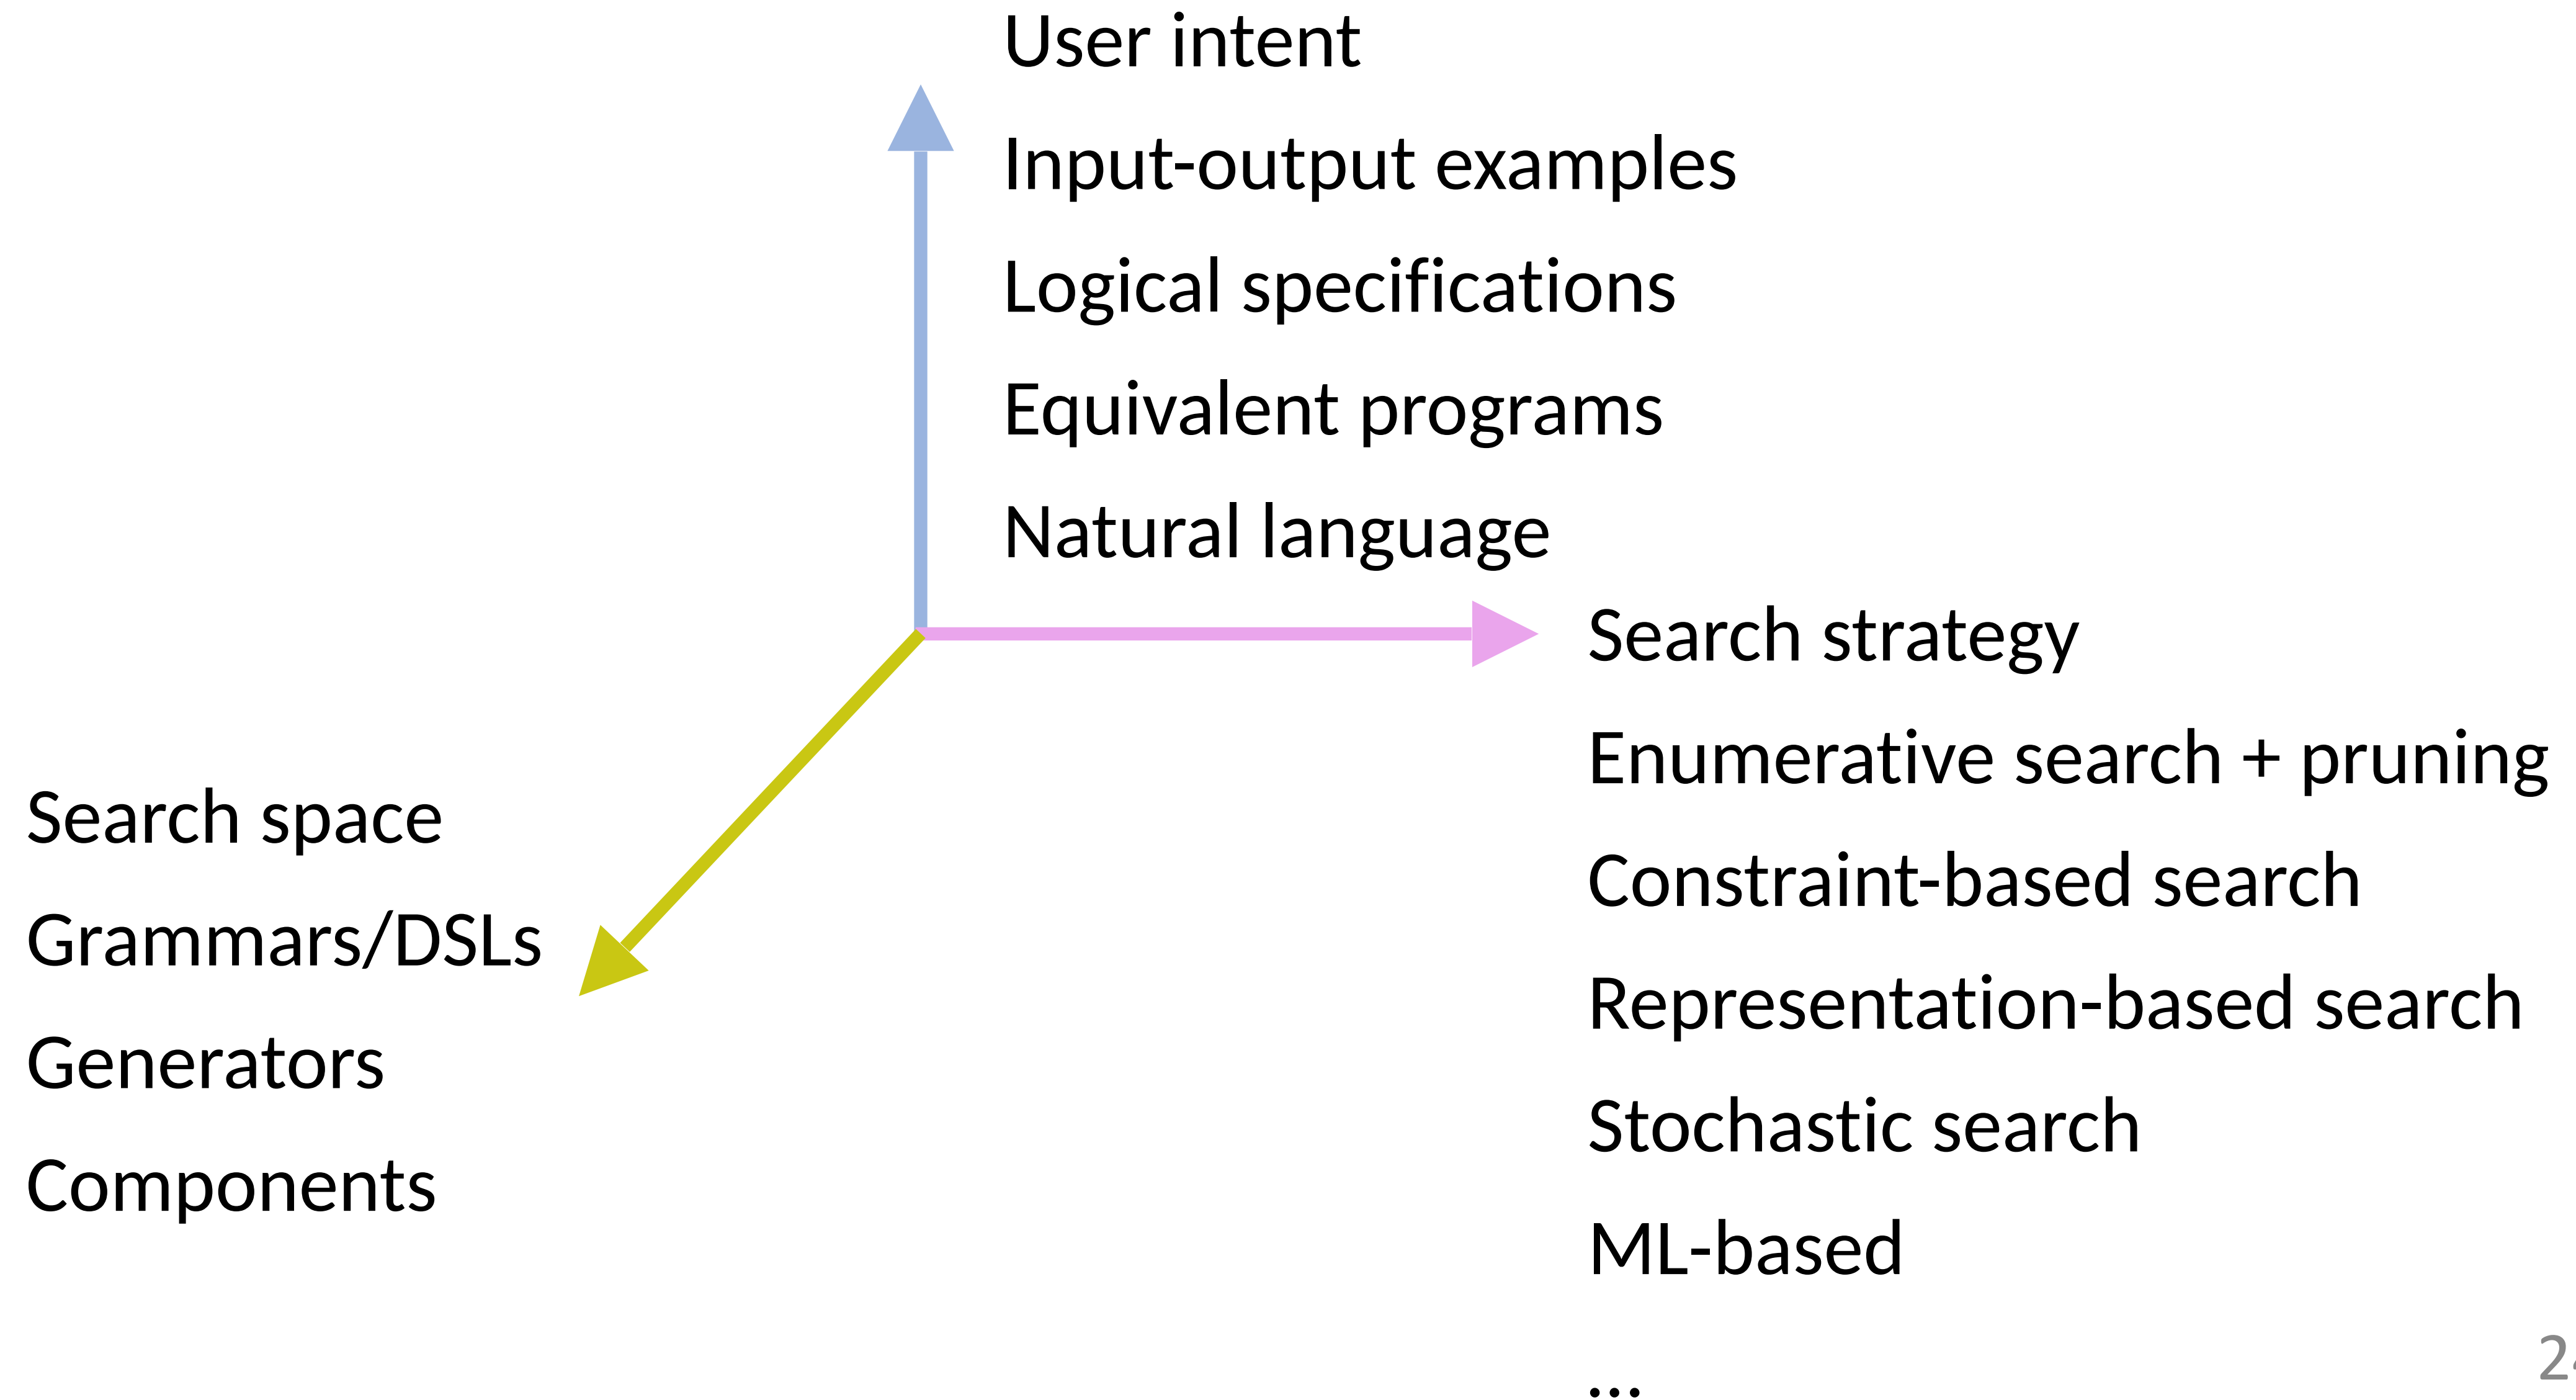 User intent
Input-output examples
Logical specifications
Equivalent programs
Natural language
Search strategy
Enumerative search + pruning
Constraint-based search
Representation-based search
Stochastic search
ML-based
...
Search space
Grammars/DSLs
Generators
Components